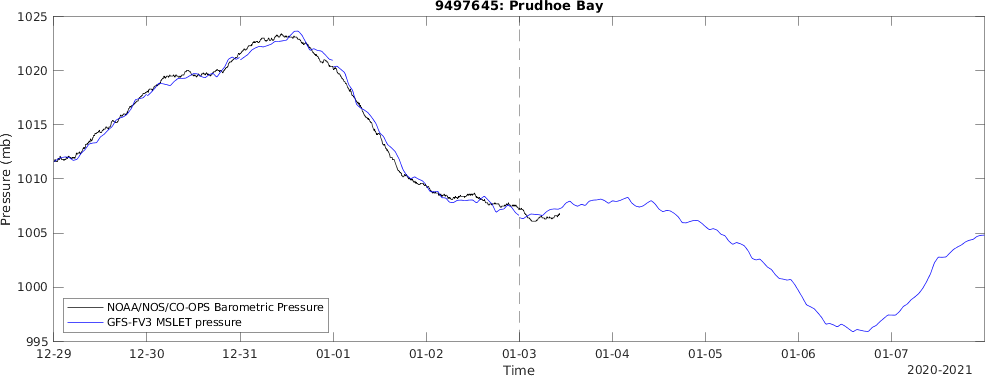 9497645: Prudhoe Bay
1025
1020
1015
1010
1005
1000
995
Pressure (mb)
NOAA/NOS/CO-OPS Barometric Pressure
GFS-FV3 MSLET pressure
12-29 12-30 12-31 01-01 01-02 01-03 01-04 01-05 01-06 01-07
Time
2020-2021